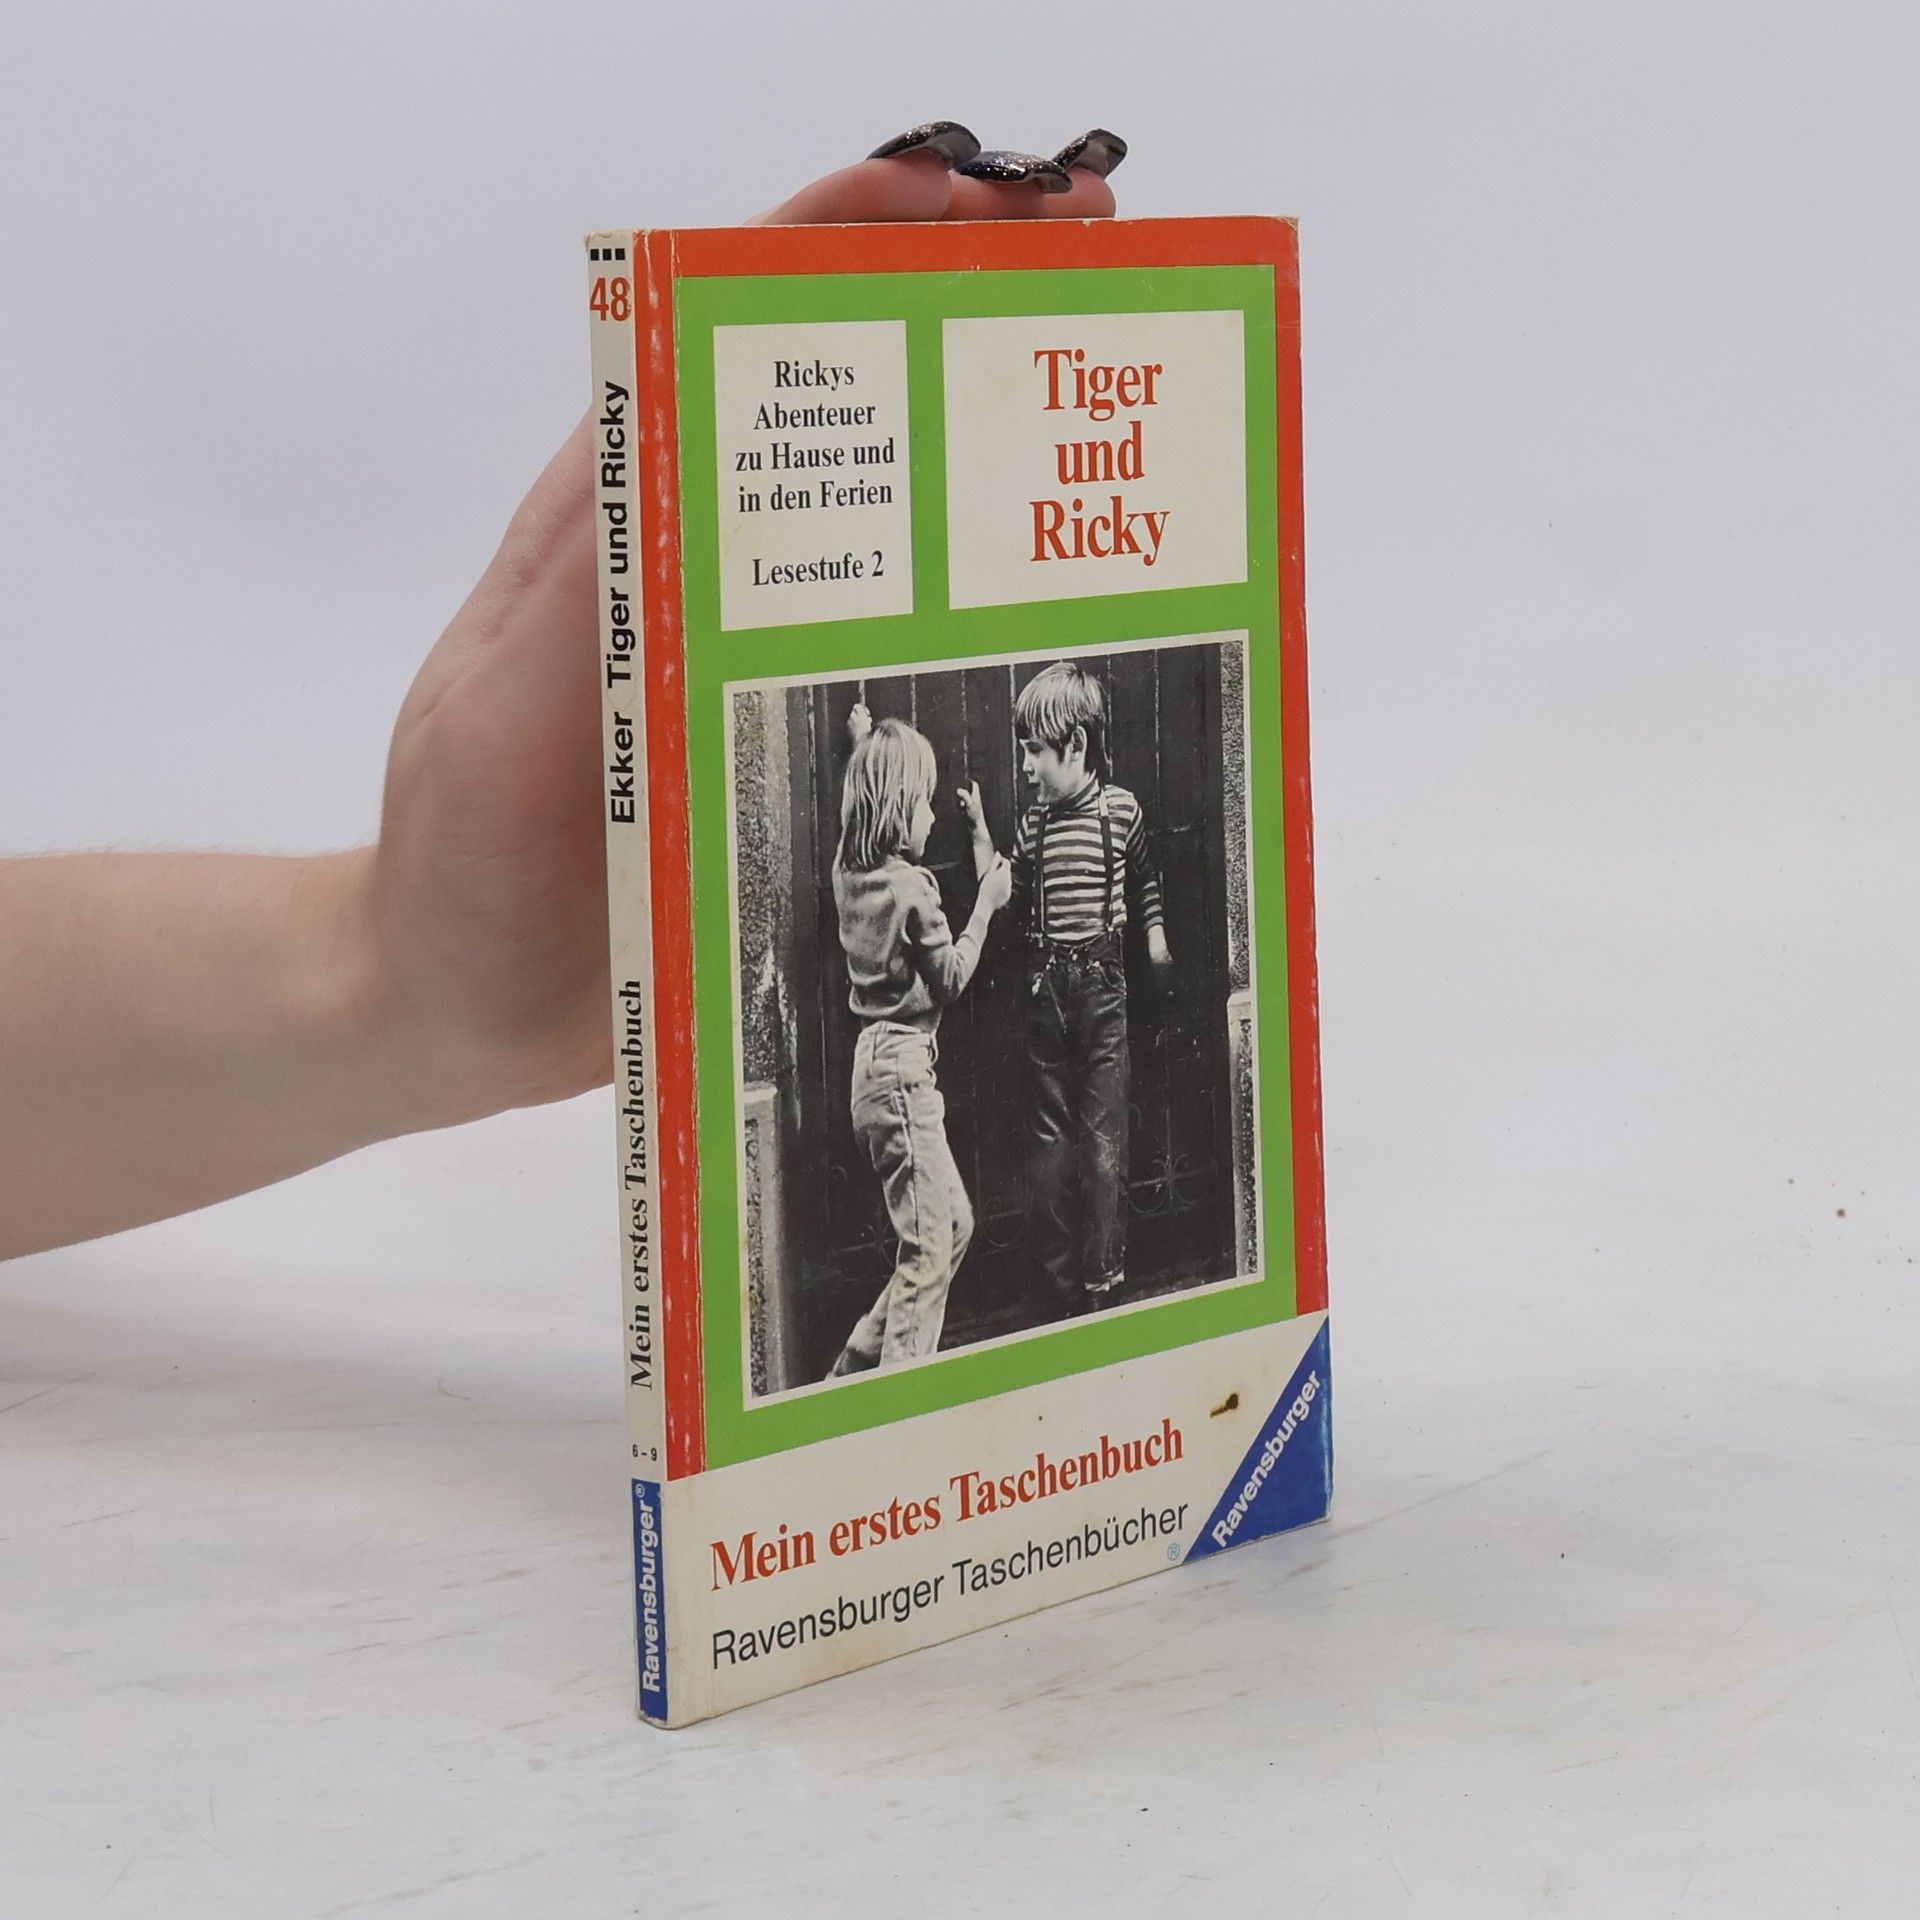 48
Ekker Tiger und Ricky
Mein erstes Taschenbuch
6 – 9
Ravensburger®
Rickys
Abenteuer
zu Hause und
in den Ferien
Lesestufe 2
Tiger
und
Ricky
Mein erstes Taschenbuch
Ravensburger Taschenbücher
®
Ravensburger